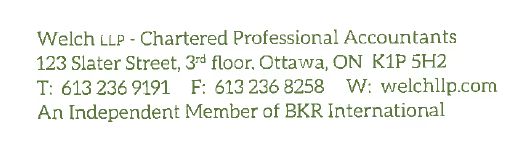 Welch LLP - Chartered Professional Accountants
123 Slater Street, 3rd floor, Ottawa, ON K1P 5H2
T: 613 236 9191 F: 613 236 8258 W: welchllp.com
An Independent Member of BKR International